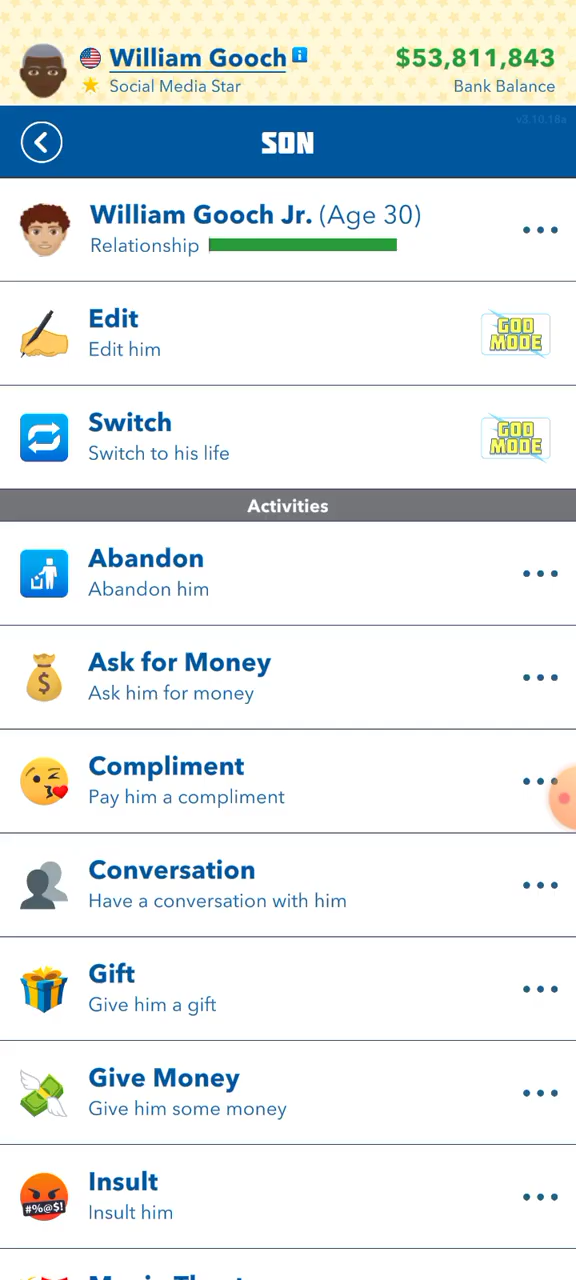 William Gooch
$53,811,843
Social Media Star
Bank Balance
v3.10.18a
SON
William Gooch Jr. (Age 30)
Relationship
Edit
Edit him
GOD
MODE
Switch
Switch to his life
GOD
MODE
Activities
Abandon
Abandon him
Ask for Money
Ask him for money
Compliment
Pay him a compliment
Conversation
Have a conversation with him
Gift
Give him a gift
Give Money
Give him some money
Insult
Insult him
#%@$!